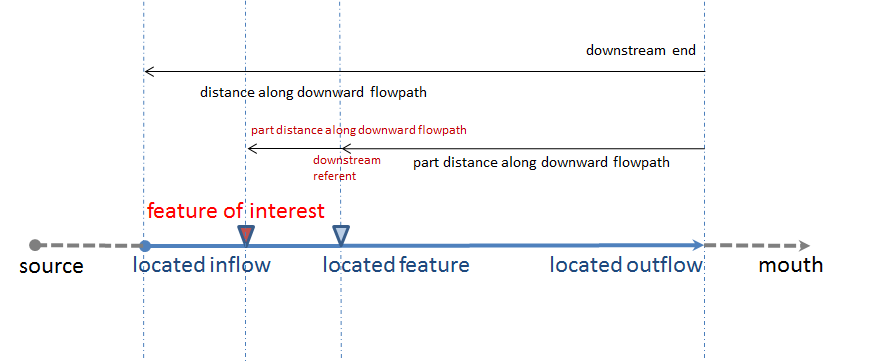 downstream end
distance along downward flowpath
part distance along downward flowpath
downstream
referent
part distance along downward flowpath
feature of interest
source
located inflow
located feature
located outflow
mouth